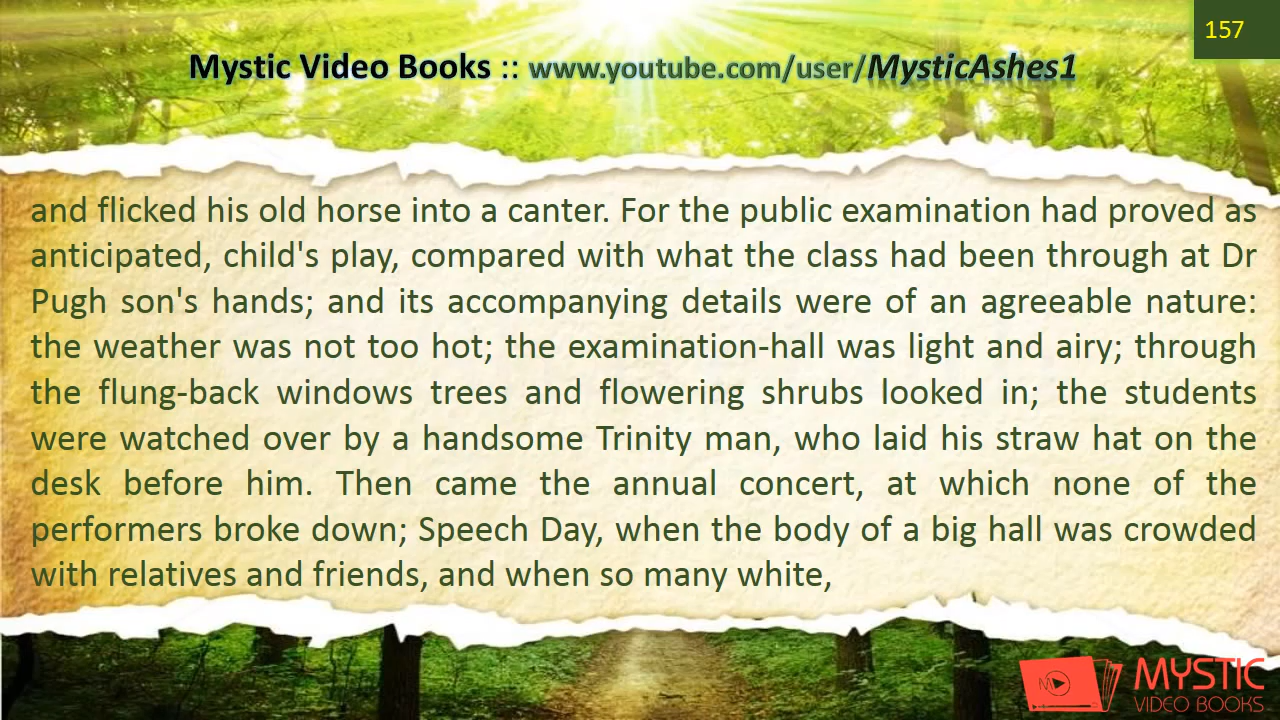 157
Mystic Video Books :: www.youtube.com/user/MysticAshes1
and flicked his old horse into a canter. For the public examination had proved as
anticipated, child's play, compared with what the class had been through at Dr
Pugh son's hands; and its accompanying details were of an agreeable nature:
the weather was not too hot; the examination-hall was light and airy; through
the flung-back windows trees and flowering shrubs looked in; the students
were watched over by a handsome Trinity man, who laid his straw hat on the
desk before him. Then came the annual concert, at which none of the
performers broke down; Speech Day, when the body of a big hall was crowded
with relatives and friends, and when so many white,
MYSTIC
VIDEO BOOKS